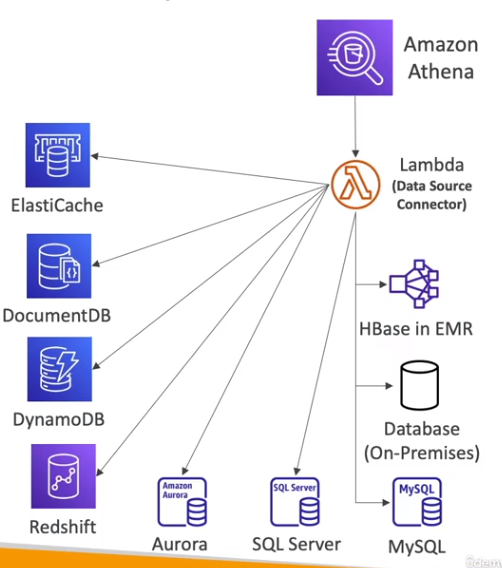 Amazon
Athena
Lambda
(Data Source
Connector)
ElastiCache
DocumentDB
DynamoDB
Redshift
HBase in EMR
Database
(On-Premises)
Amazon
Aurora
Aurora
SQL Server
SQL Server
MySQL
MySQL